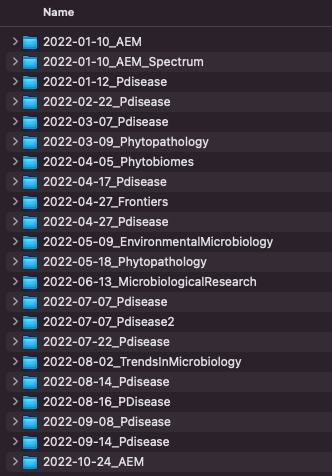 Name
2022-01-10_AEM
2022-01-10_AEM_Spectrum
2022-01-12_Pdisease
2022-02-22_Pdisease
2022-03-07_Pdisease
2022-03-09_Phytopathology
2022-04-05_Phytobiomes
2022-04-17_Pdisease
2022-04-27_Frontiers
2022-04-27_Pdisease
2022-05-09_EnvironmentalMicrobiology
2022-05-18_Phytopathology
2022-06-13_MicrobiologicalResearch
2022-07-07_Pdisease
2022-07-07_Pdisease2
2022-07-22_Pdisease
2022-08-02_TrendsInMicrobiology
2022-08-14_Pdisease
2022-08-16_PDisease
2022-09-08_Pdisease
2022-09-14_Pdisease
2022-10-24_AEM